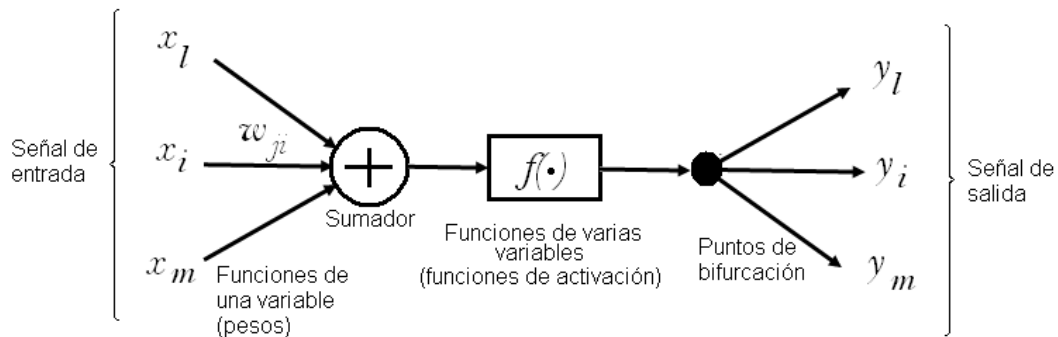 x_l
w_ji
Señal de
entrada
x_i
x_m
Sumador
Funciones de
una variable
(pesos)
f(·)
Funciones de varias
variables
(funciones de activación)
Puntos de
bifurcación
y_l
y_i
y_m
Señal de
salida